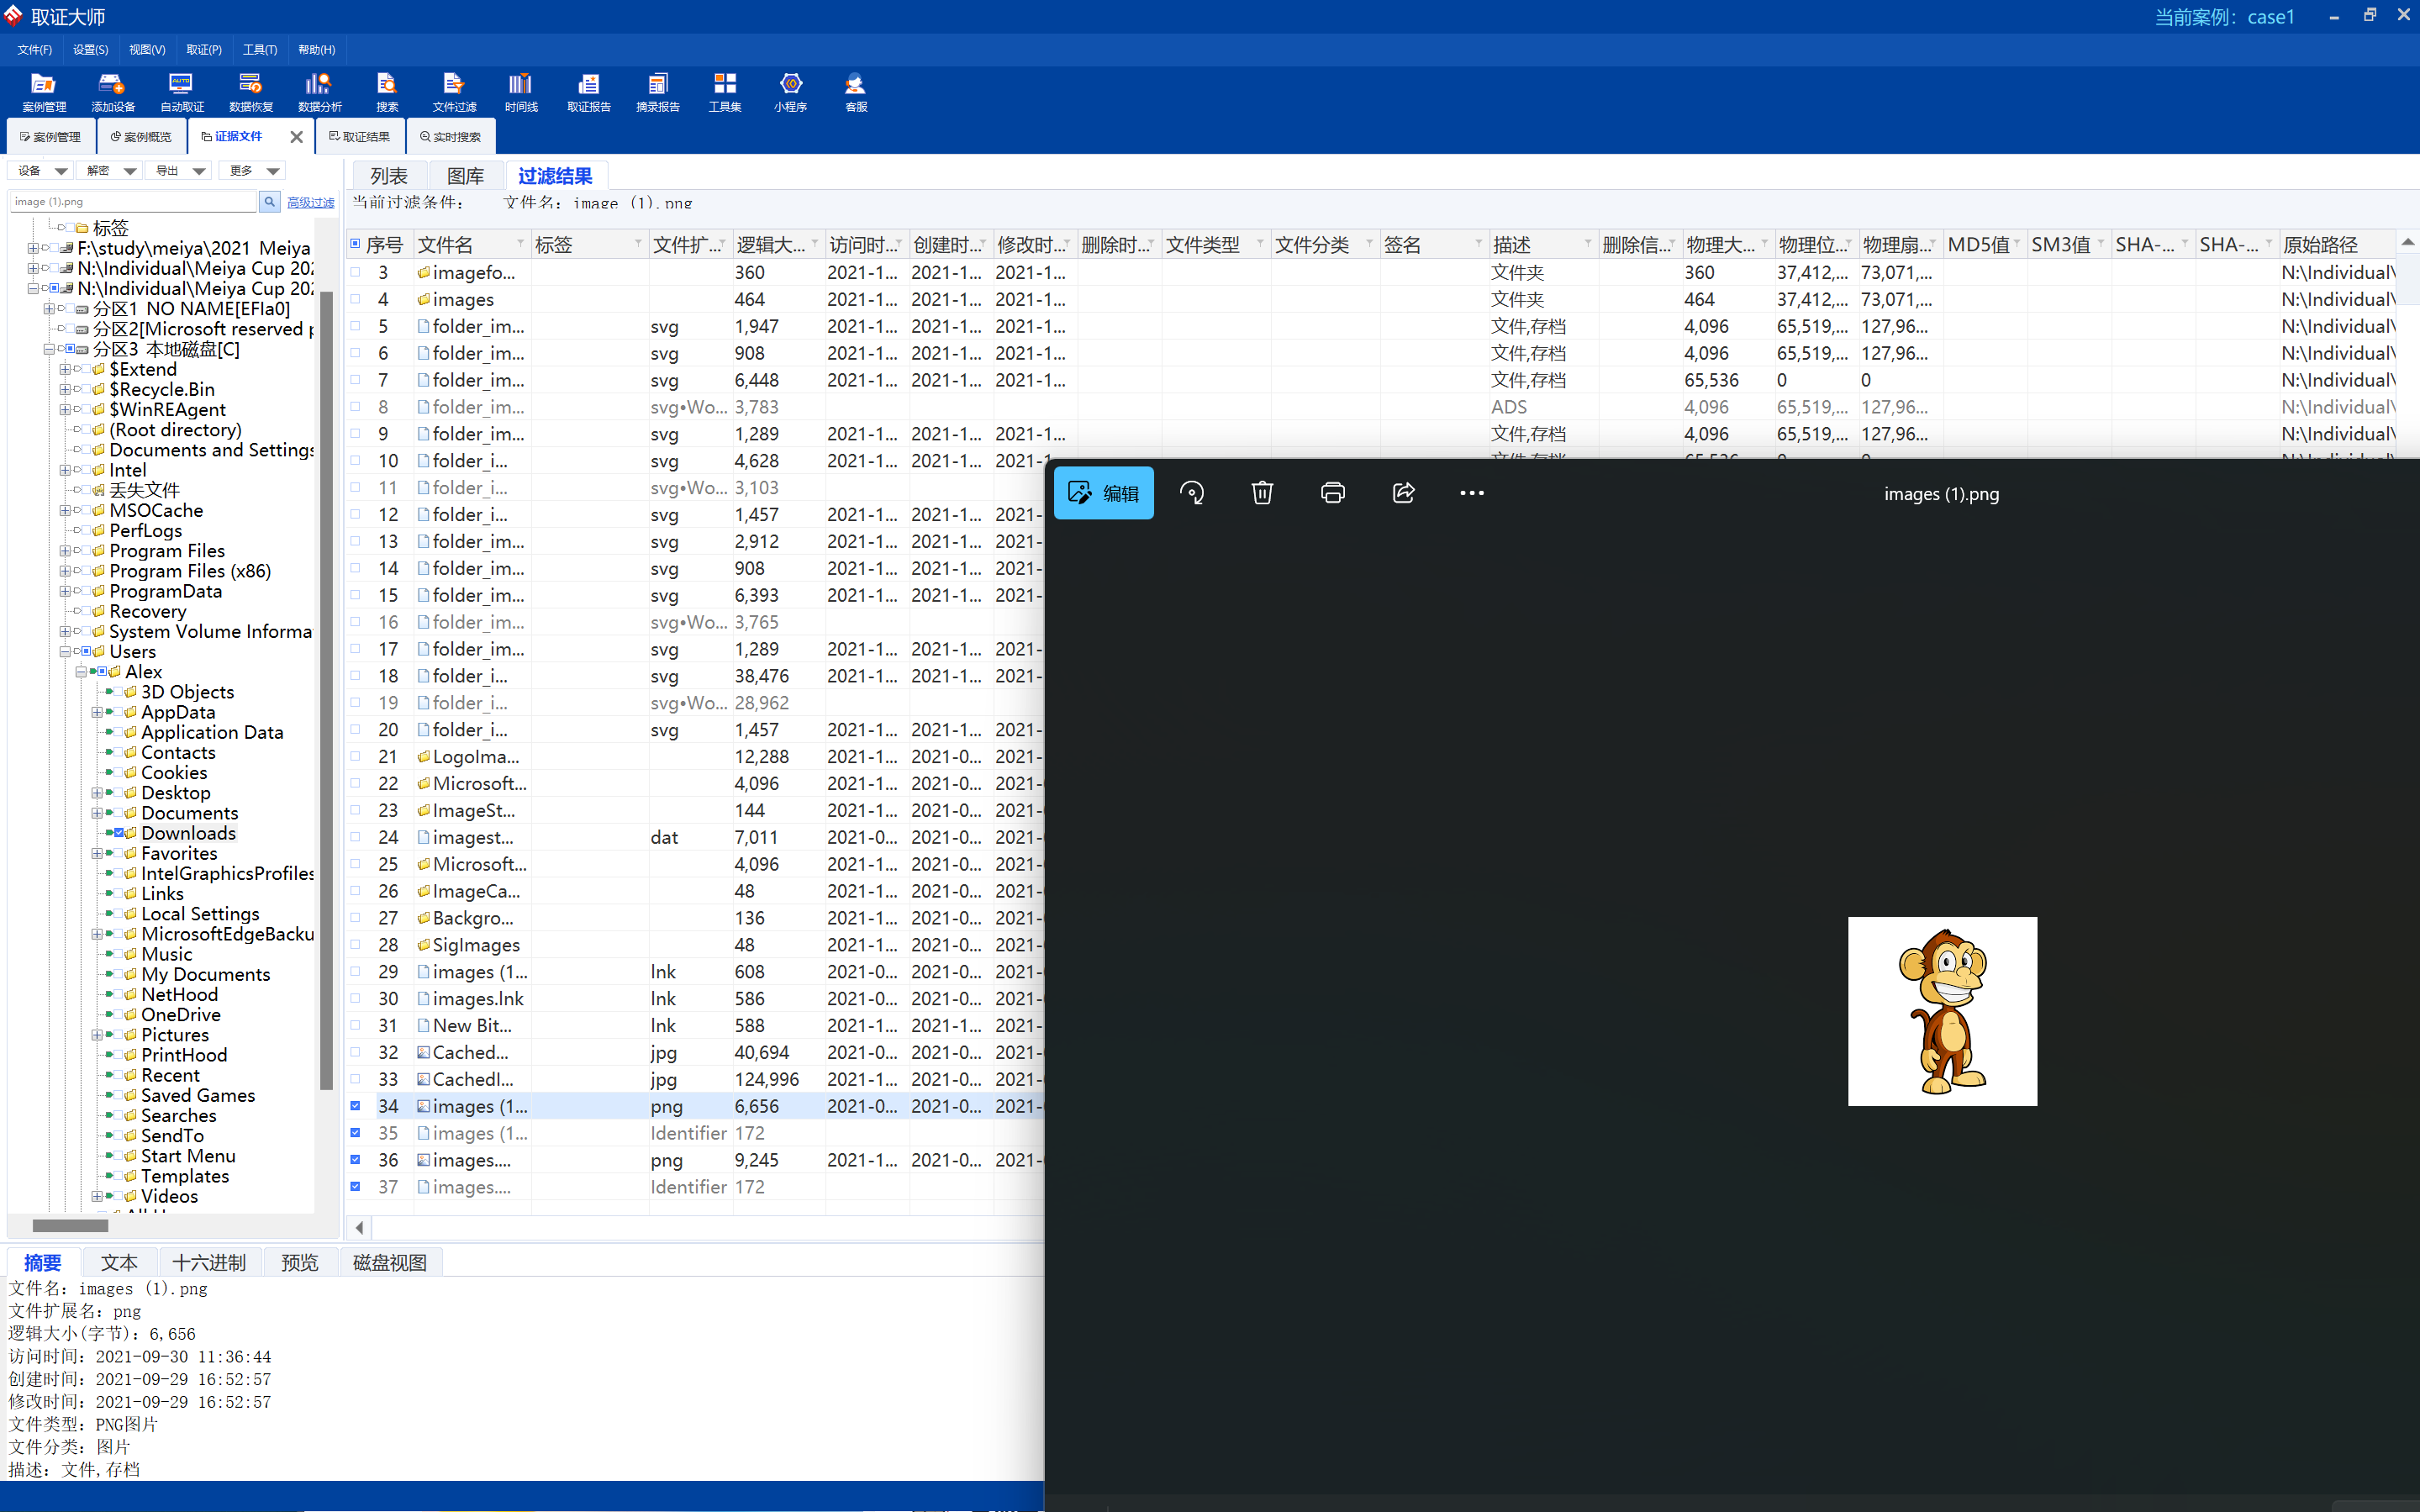 取证大师
当前案例：case1
文件(F) 设置(S) 视图(V) 取证(P) 工具(T) 帮助(H)
案例管理 添加设备 自动取证 数据恢复 数据分析 搜索 文件过滤 时间线 取证报告 摘录报告 工具集 小程序 客服
案例管理 案例概览 证据文件 取证结果 实时搜索
设备 解密 导出 更多
image (1).png 高级过滤
标签
F:\study\meiya\2021 Meiya
N:\Individual\Meiya Cup 202
N:\Individual\Meiya Cup 202
分区1 NO NAME[EFIa0]
分区2[Microsoft reserved p
分区3 本地磁盘[C]
$Extend
$Recycle.Bin
$WinREAgent
(Root directory)
Documents and Settings
Intel
丢失文件
MSOCache
PerfLogs
Program Files
Program Files (x86)
ProgramData
Recovery
System Volume Informa
Users
Alex
3D Objects
AppData
Application Data
Contacts
Cookies
Desktop
Documents
Downloads
Favorites
IntelGraphicsProfiles
Links
Local Settings
MicrosoftEdgeBacku
Music
My Documents
NetHood
OneDrive
Pictures
PrintHood
Recent
Saved Games
Searches
SendTo
Start Menu
Templates
Videos
列表 图库 过滤结果
当前过滤条件： 文件名：image (1).png
序号 文件名 标签 文件扩... 逻辑大... 访问时... 创建时... 修改时... 删除时... 文件类型 文件分类 签名 描述 删除信... 物理大... 物理位... 物理扇... MD5值 SM3值 SHA-... SHA-... 原始路径
3 imagefo... 360 2021-1... 2021-1... 2021-1... 文件夹 360 37,412,... 73,071,... N:\Individual\
4 images 464 2021-1... 2021-1... 2021-1... 文件夹 464 37,412,... 73,071,... N:\Individual\
5 folder_im... svg 1,947 2021-1... 2021-1... 2021-1... 文件,存档 4,096 65,519,... 127,96... N:\Individual\
6 folder_im... svg 908 2021-1... 2021-1... 2021-1... 文件,存档 4,096 65,519,... 127,96... N:\Individual\
7 folder_im... svg 6,448 2021-1... 2021-1... 2021-1... 文件,存档 65,536 0 0 N:\Individual\
8 folder_im... svg•Wo... 3,783 ADS 4,096 65,519,... 127,96... N:\Individual\
9 folder_im... svg 1,289 2021-1... 2021-1... 2021-1... 文件,存档 4,096 65,519,... 127,96... N:\Individual\
10 folder_i... svg 4,628 2021-1... 2021-1... 2021-1
11 folder_i... svg•Wo... 3,103
12 folder_i... svg 1,457 2021-1... 2021-1... 2021-
13 folder_im... svg 2,912 2021-1... 2021-1... 2021-
14 folder_im... svg 908 2021-1... 2021-1... 2021-
15 folder_im... svg 6,393 2021-1... 2021-1... 2021-
16 folder_im... svg•Wo... 3,765
17 folder_im... svg 1,289 2021-1... 2021-1... 2021-
18 folder_i... svg 38,476 2021-1... 2021-1... 2021-
19 folder_i... svg•Wo... 28,962
20 folder_i... svg 1,457 2021-1... 2021-1... 2021-
21 LogoIma... 12,288 2021-1... 2021-0... 2021-
22 Microsoft... 4,096 2021-1... 2021-0... 2021-
23 ImageSt... 144 2021-1... 2021-0... 2021-
24 imagest... dat 7,011 2021-0... 2021-0... 2021-
25 Microsoft... 4,096 2021-1... 2021-0... 2021-
26 ImageCa... 48 2021-1... 2021-0... 2021-
27 Backgro... 136 2021-1... 2021-0... 2021-
28 SigImages 48 2021-1... 2021-0... 2021-
29 images (1... lnk 608 2021-0... 2021-0... 2021-
30 images.lnk lnk 586 2021-0... 2021-0... 2021-
31 New Bit... lnk 588 2021-1... 2021-1... 2021-
32 Cached... jpg 40,694 2021-0... 2021-0... 2021-
33 CachedI... jpg 124,996 2021-1... 2021-0... 2021-
34 images (1... png 6,656 2021-0... 2021-0... 2021-
35 images (1... Identifier 172
36 images.... png 9,245 2021-1... 2021-0... 2021-
37 images.... Identifier 172
编辑
images (1).png
摘要 文本 十六进制 预览 磁盘视图
文件名：images (1).png
文件扩展名：png
逻辑大小(字节)：6,656
访问时间：2021-09-30 11:36:44
创建时间：2021-09-29 16:52:57
修改时间：2021-09-29 16:52:57
文件类型：PNG图片
文件分类：图片
描述：文件,存档